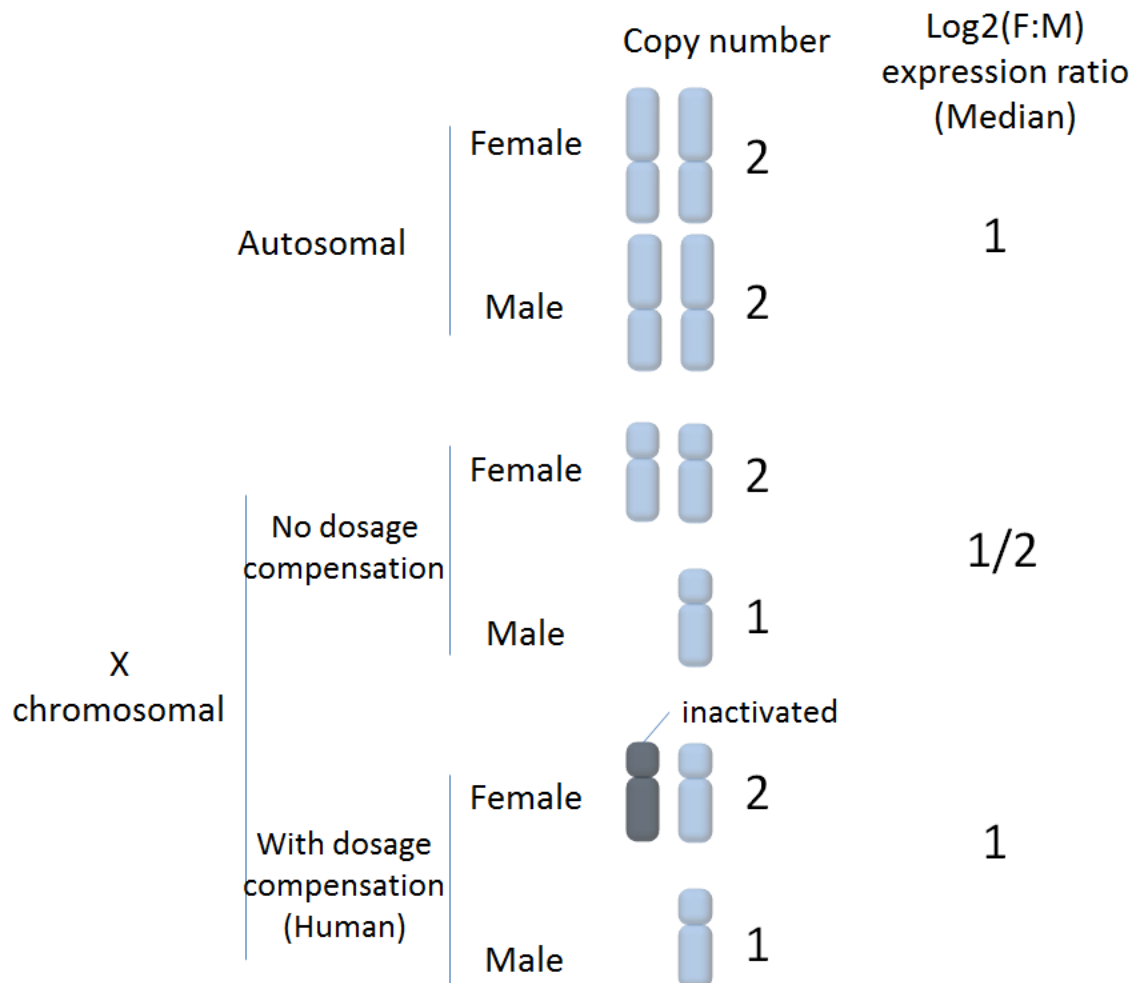 Copy number
Log2(F:M)
expression ratio
(Median)
Autosomal
Female
2
Male
2
1
X
chromosomal
No dosage
compensation
Female
2
Male
1
1/2
With dosage
compensation
(Human)
inactivated
Female
2
Male
1
1